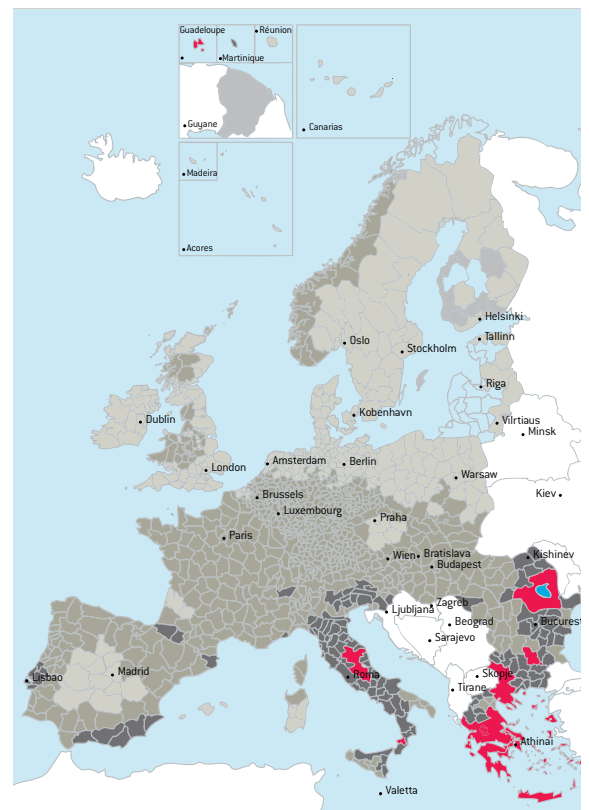 Guadeloupe
Réunion
Martinique
Guyane
Canarias
Madeira
Acores
Helsinki
Oslo
Tallinn
Stockholm
Riga
Dublin
Kobenhavn
Vilrtiaus
Minsk
London
Amsterdam
Berlin
Warsaw
Brussels
Kiev
Luxembourg
Praha
Paris
Kishinev
Wien
Bratislava
Budapest
Zagreb
Ljubljana
Beograd
Bucurest
Sarajevo
Madrid
Lisbao
Roina
Skopje
Tirane
Athinai
Valetta